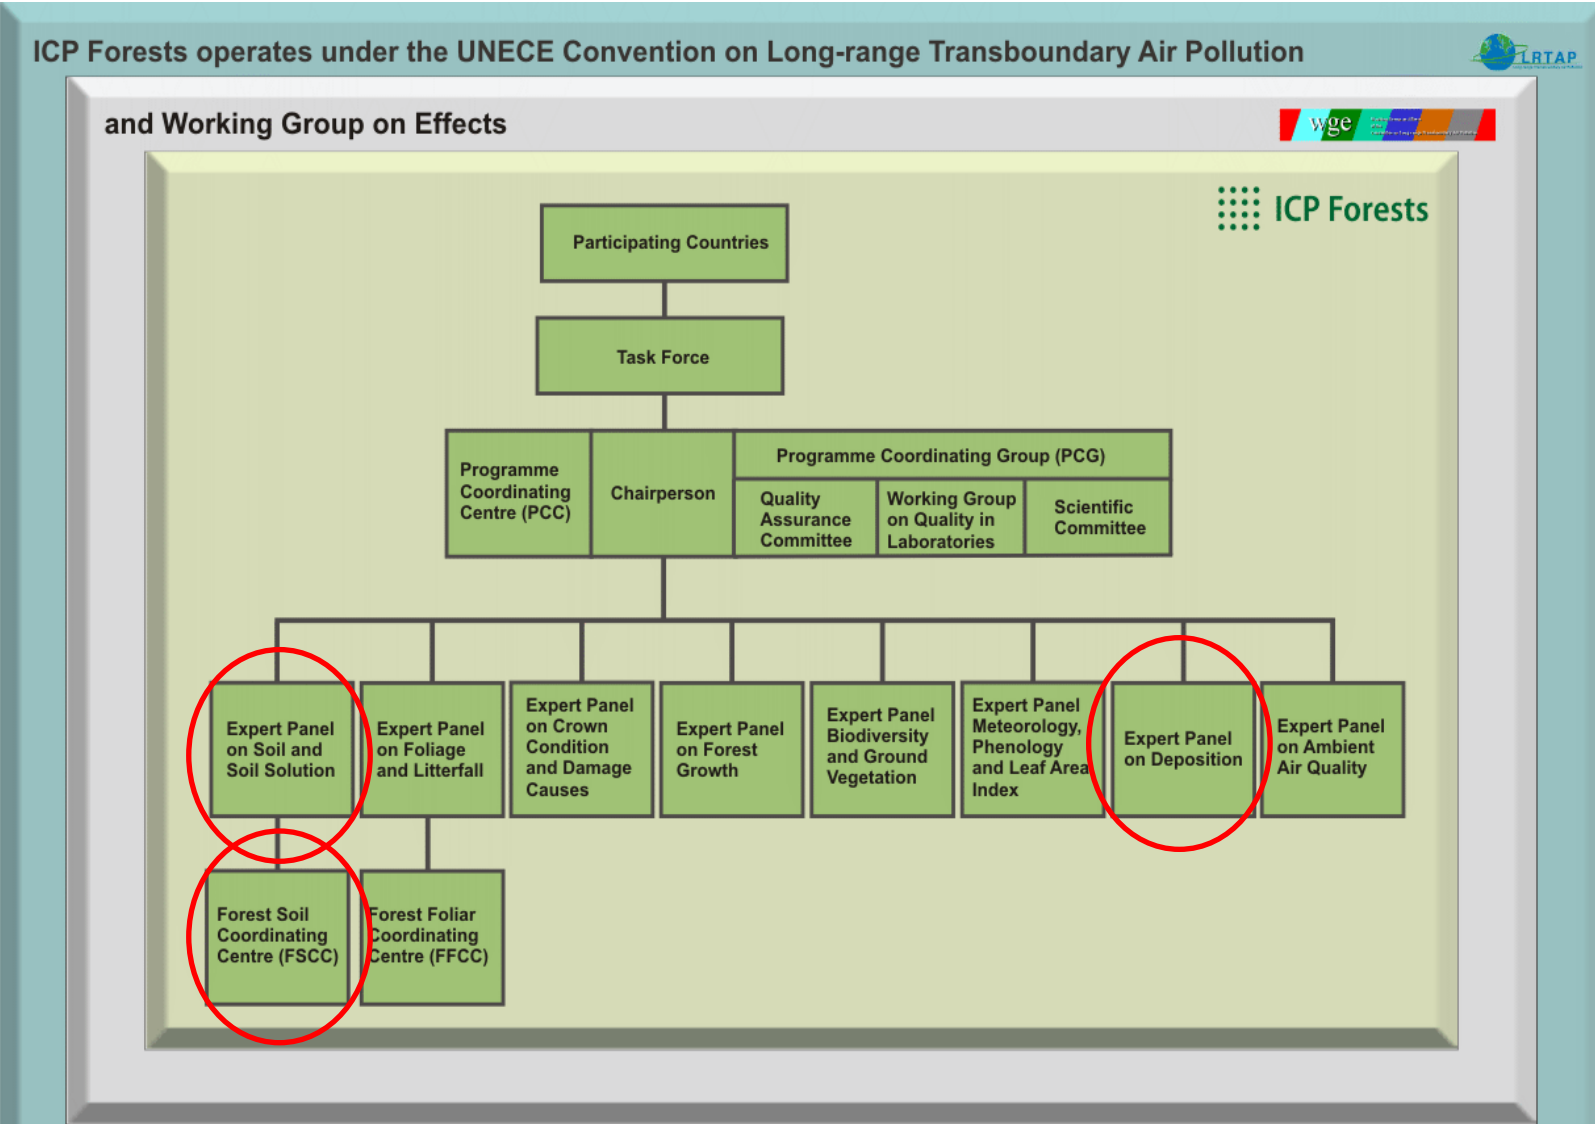 ICP Forests operates under the UNECE Convention on Long-range Transboundary Air Pollution
LRTAP
and Working Group on Effects
wge
ICP Forests
Participating Countries
Task Force
Programme
Coordinating
Centre (PCC)
Chairperson
Programme Coordinating Group (PCG)
Quality
Assurance
Committee
Working Group
on Quality in
Laboratories
Scientific
Committee
Expert Panel
on Soil and
Soil Solution
Expert Panel
on Foliage
and Litterfall
Expert Panel
on Crown
Condition
and Damage
Causes
Expert Panel
on Forest
Growth
Expert Panel
Biodiversity
and Ground
Vegetation
Expert Panel
Meteorology,
Phenology
and Leaf Area
Index
Expert Panel
on Deposition
Expert Panel
on Ambient
Air Quality
Forest Soil
Coordinating
Centre (FSCC)
Forest Foliar
Coordinating
Centre (FFCC)